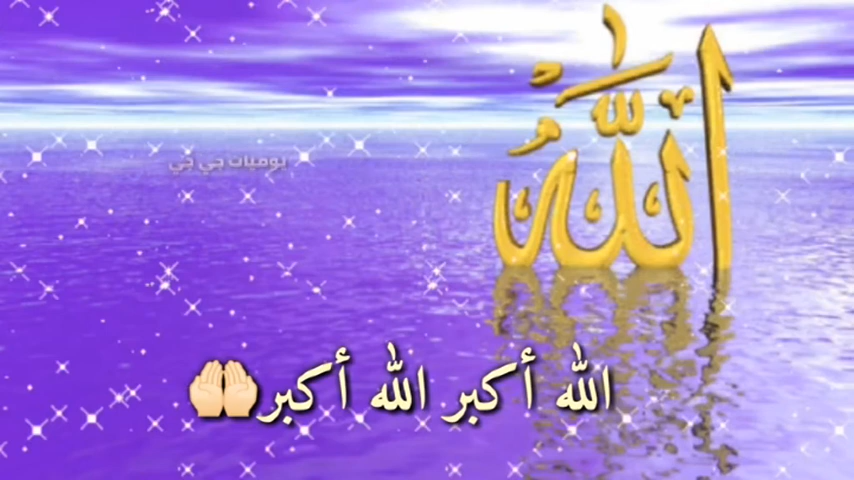 اللهُ
يوميات جي جي
الله أكبر الله أكبر🤲🏻